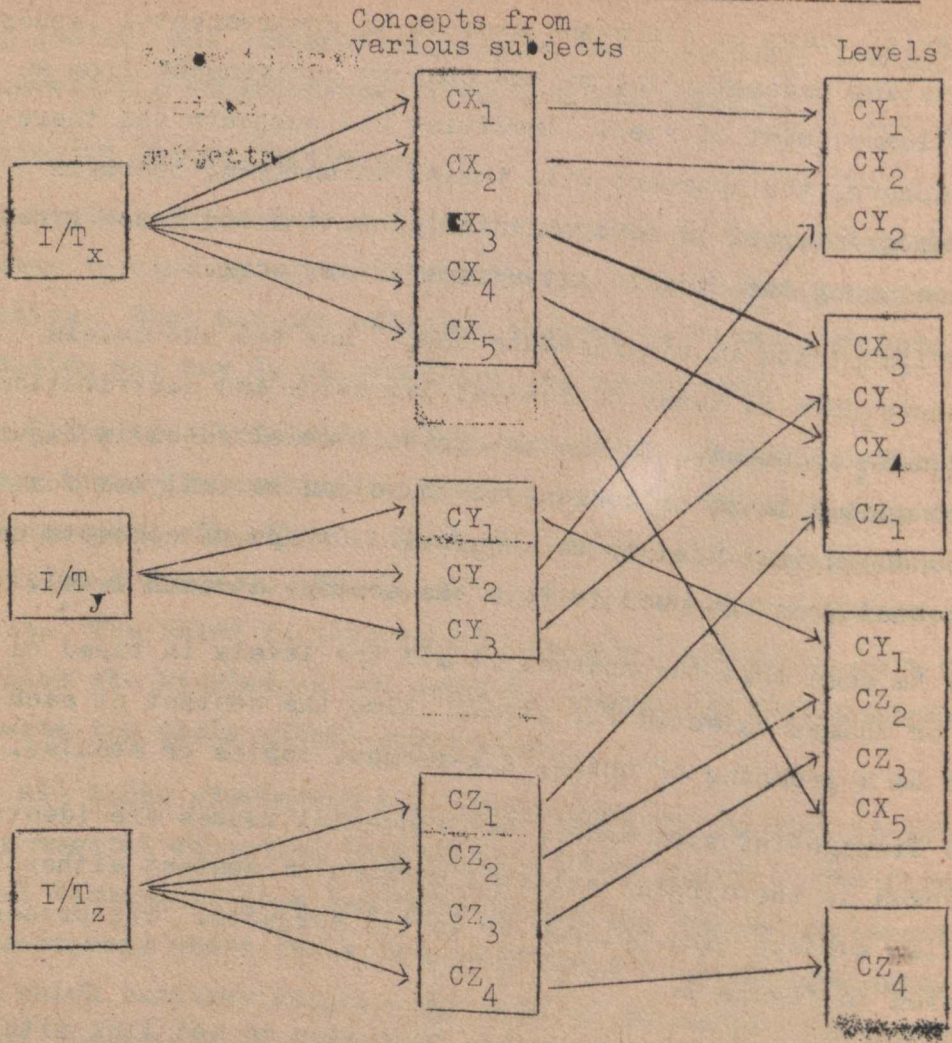 Concepts from
various subjects
Levels
subjects
I/Tx
CX1
CX2
CX3
CX4
CX5
CY1
CY2
CY2
CX3
CY3
CX4
CZ1
I/Ty
CY1
CY2
CY3
CY1
CZ2
CZ3
CX5
I/Tz
CZ1
CZ2
CZ3
CZ4
CZ4